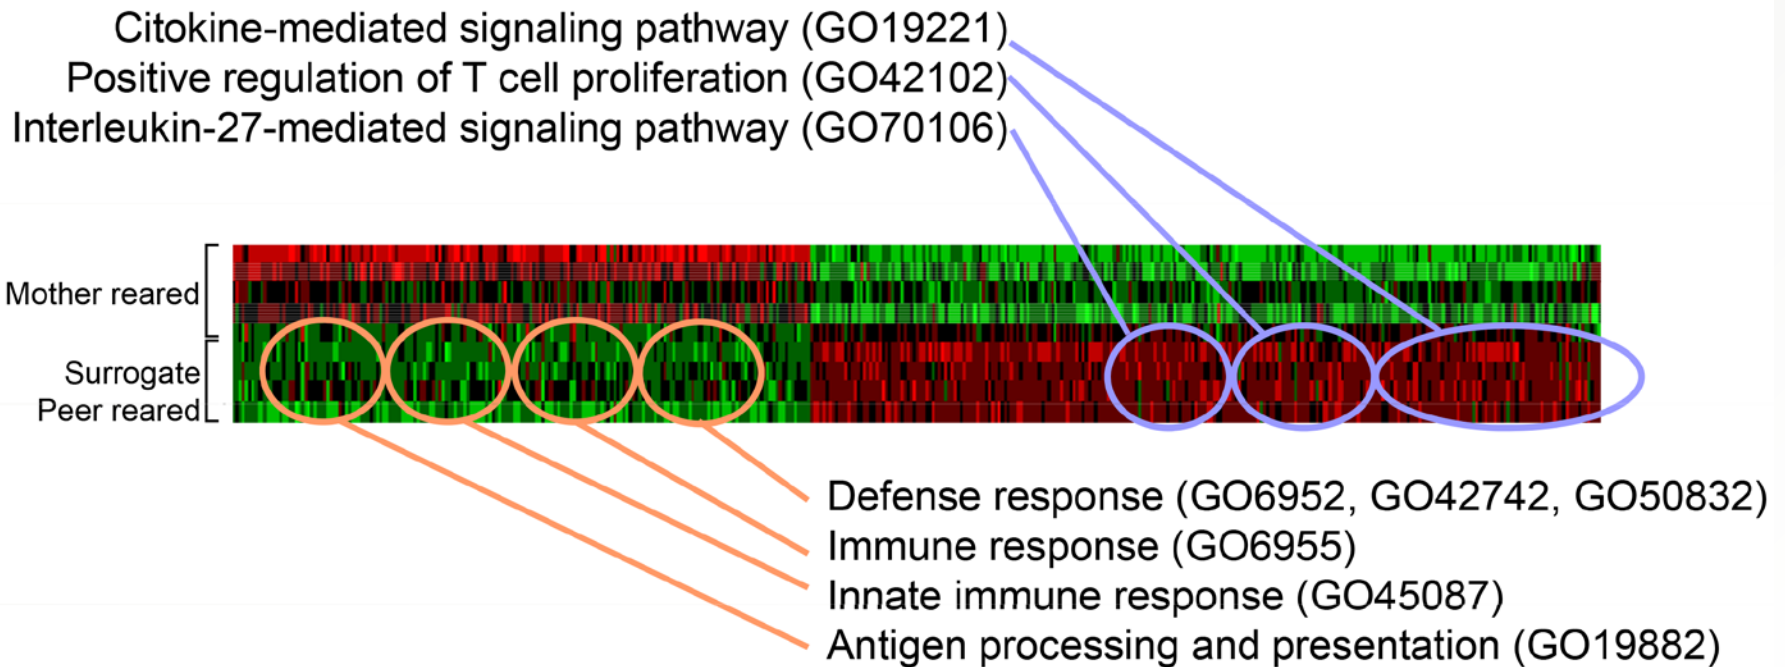 Citokine-mediated signaling pathway (GO19221)
Positive regulation of T cell proliferation (GO42102)
Interleukin-27-mediated signaling pathway (GO70106)
Mother reared
Surrogate
Peer reared
Defense response (GO6952, GO42742, GO50832)
Immune response (GO6955)
Innate immune response (GO45087)
Antigen processing and presentation (GO19882)